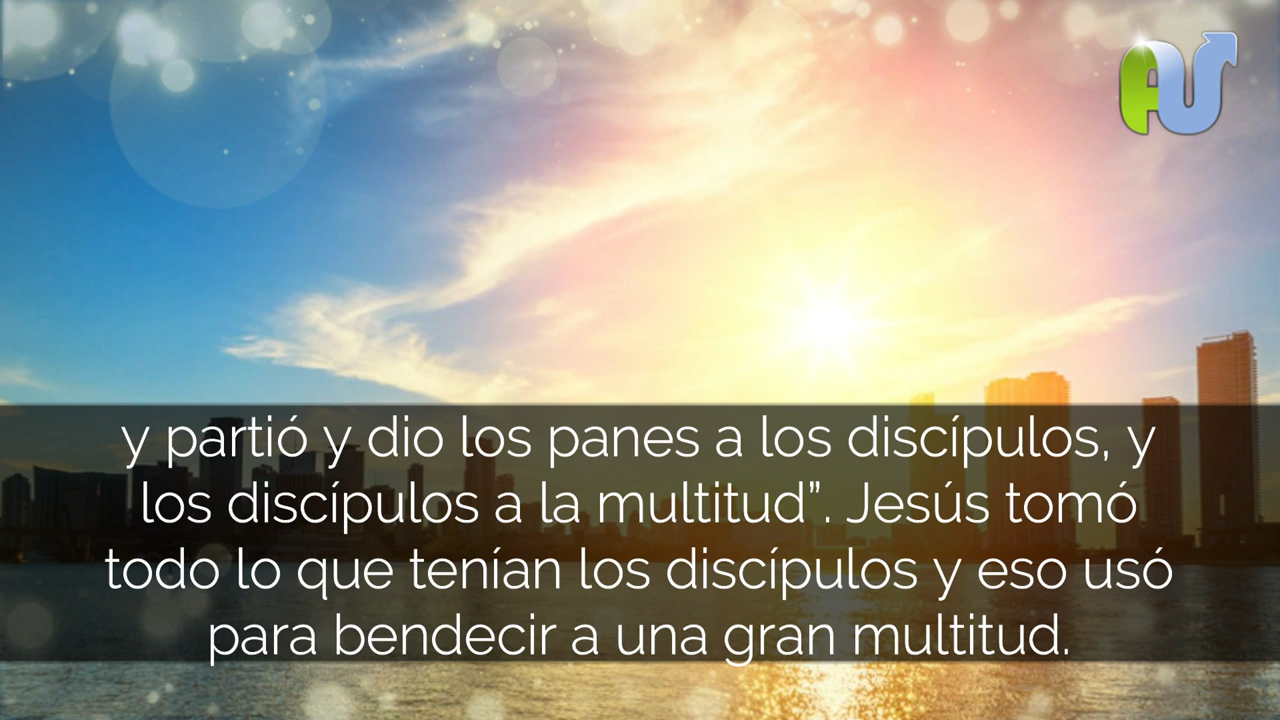 y partió y dio los panes a los discípulos, y
los discípulos a la multitud”. Jesús tomó
todo lo que tenían los discípulos y eso usó
para bendecir a una gran multitud.